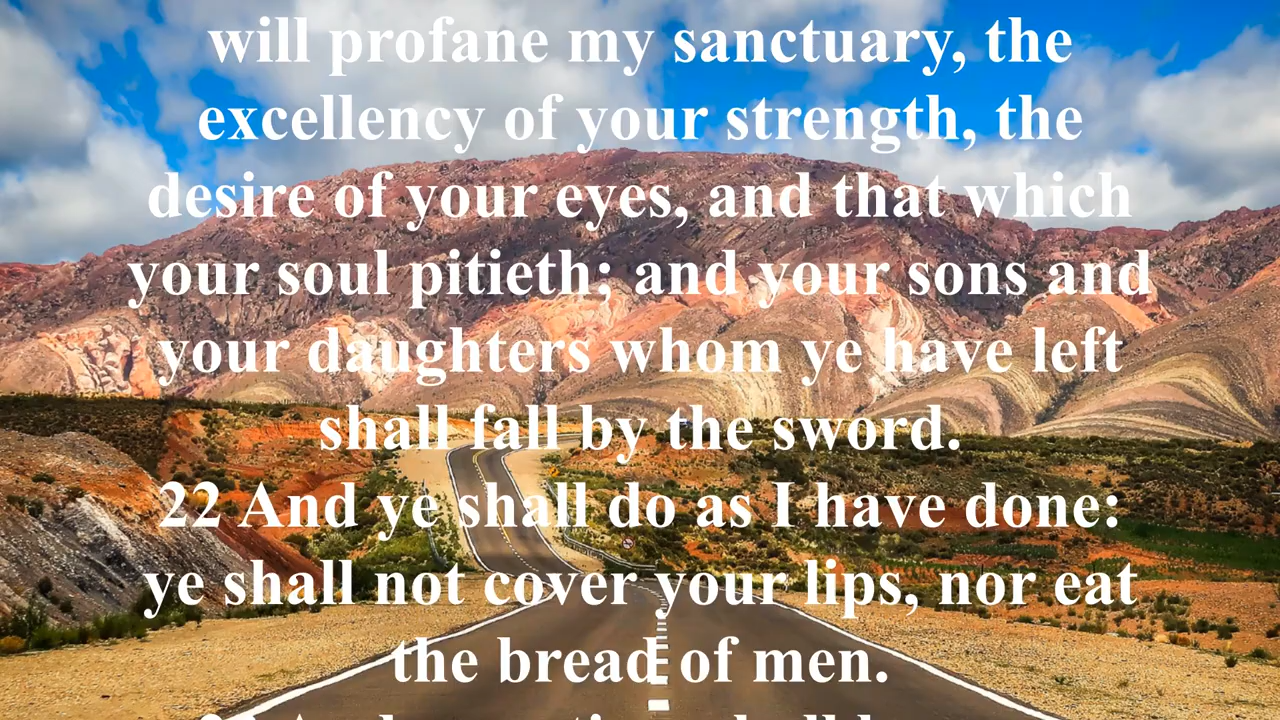 will profane my sanctuary, the
excellency of your strength, the
desire of your eyes, and that which
your soul pitieth; and your sons and
your daughters whom ye have left
shall fall by the sword.
22 And ye shall do as I have done:
ye shall not cover your lips, nor eat
the bread of men.